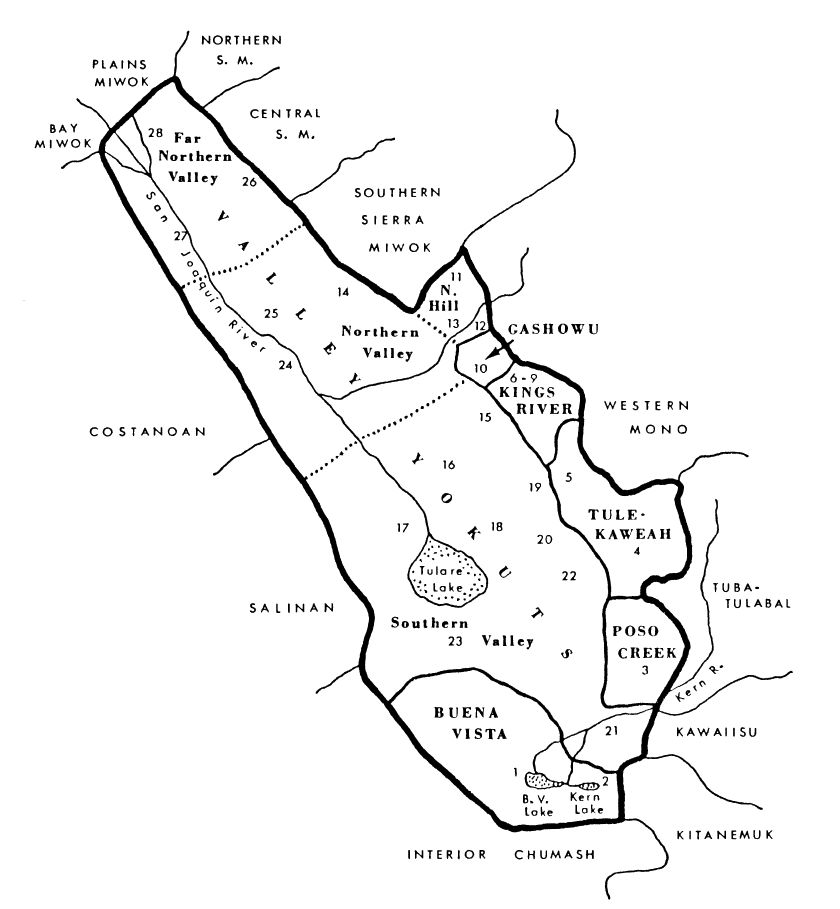 NORTHERN
S. M.
PLAINS
MIWOK
CENTRAL
S. M.
BAY
MIWOK
28
Far
Northern
Valley
26
SOUTHERN
SIERRA
MIWOK
San Joaquin River
27
VALLEY
11
N.
Hill
14
25
13
12
GASHOWU
Northern
Valley
24
10
6-9
KINGS
RIVER
15
WESTERN
MONO
COSTANOAN
YOKUTS
16
5
19
17
18
TULE-
KAWEAH
4
20
Tulare
Lake
22
TUBA-
TULABAL
SALINAN
Southern
Valley
23
POSO
CREEK
3
Kern R.
BUENA
VISTA
21
KAWAIISU
1
2
B. V.
Lake
Kern
Lake
KITANEMUK
INTERIOR CHUMASH